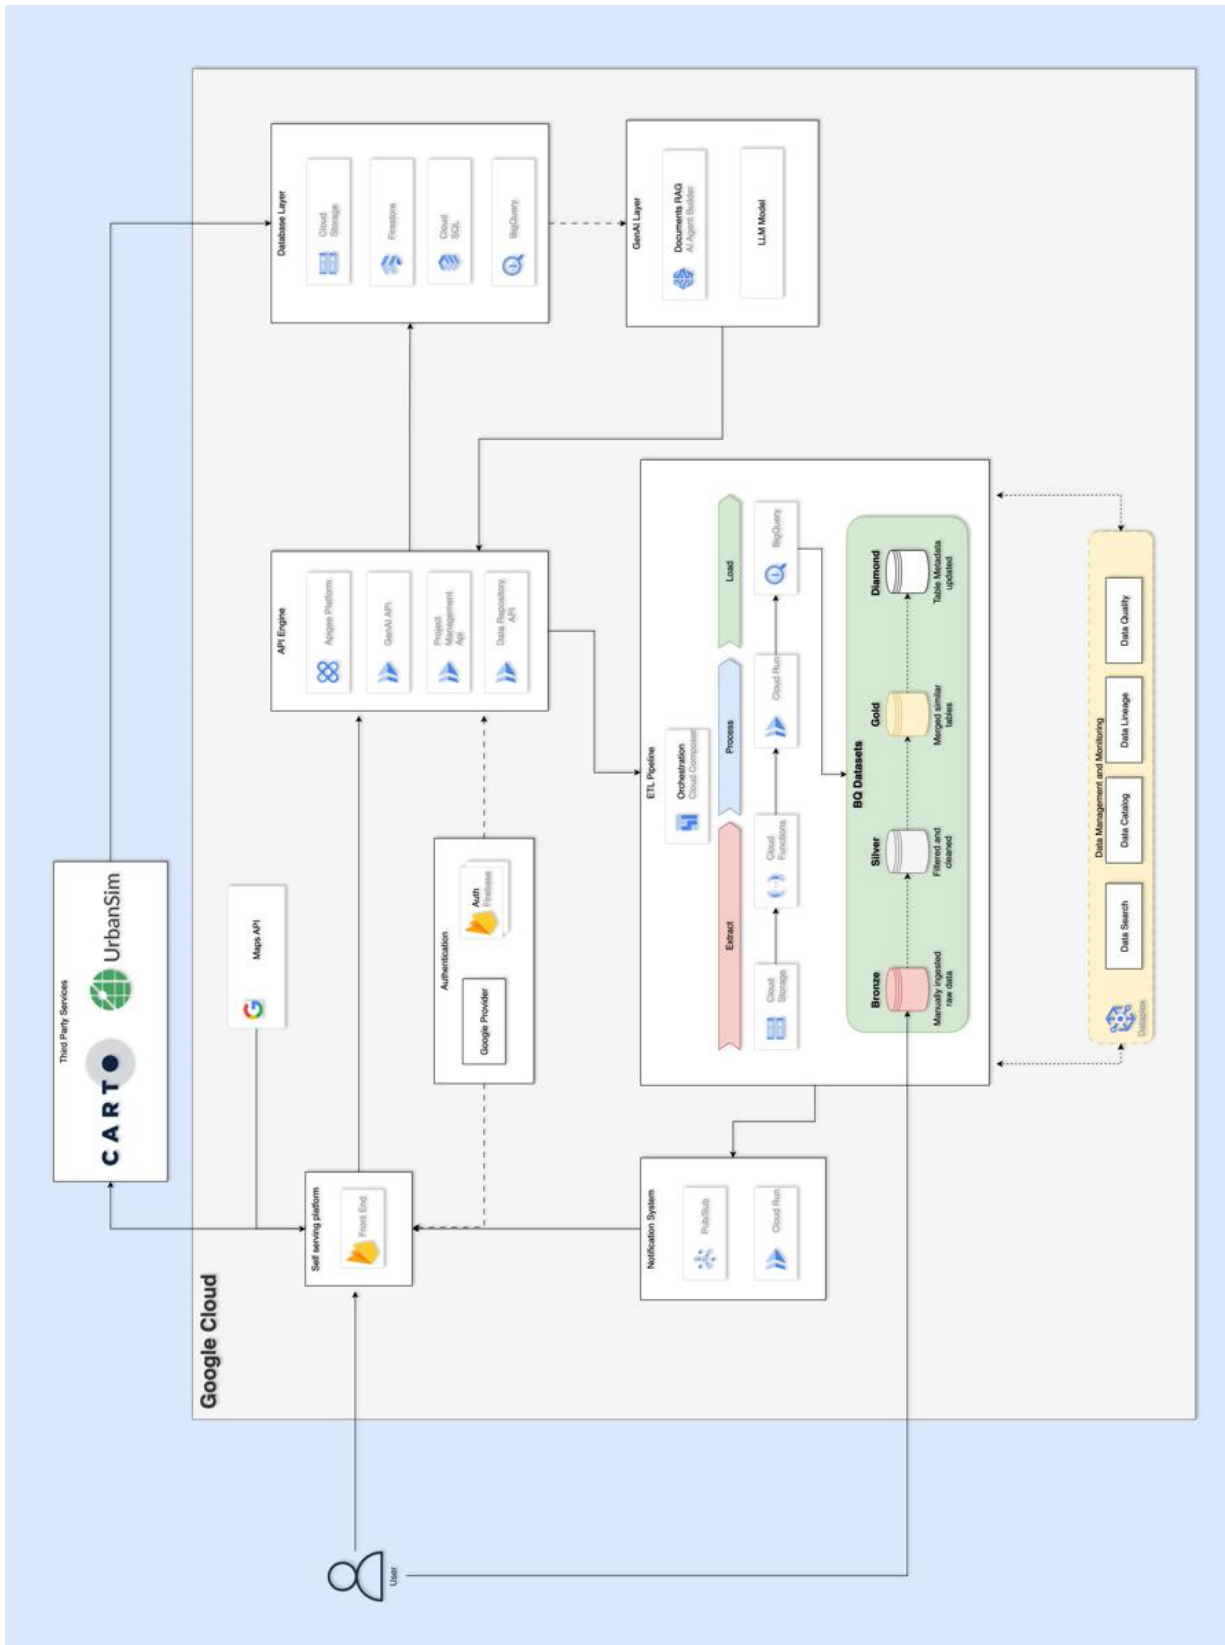 Google Cloud
Third Party Services
CARTO
UrbanSim
Maps API
User
Self serving platform
Front End
Authentication
Google Provider
Auth
Firebase
API Engine
Apigee Platform
GenAI API
Project
Management
Api
Data Repository
API
Database Layer
Cloud
Storage
Firestore
Cloud
SQL
BigQuery
GenAI Layer
Documents RAG
AI Agent Builder
LLM Model
Notification System
Pub/Sub
Cloud Run
ETL Pipeline
Orchestration
Cloud Composer
Extract
Process
Load
Cloud
Storage
Cloud
Functions
Cloud Run
BigQuery
BQ Datasets
Bronze
Manually ingested
raw data
Silver
Filtered and
cleaned
Gold
Merged similar
tables
Diamond
Table Metadata
updated
Data Management and Monitoring
Dataplex
Data Search
Data Catalog
Data Lineage
Data Quality